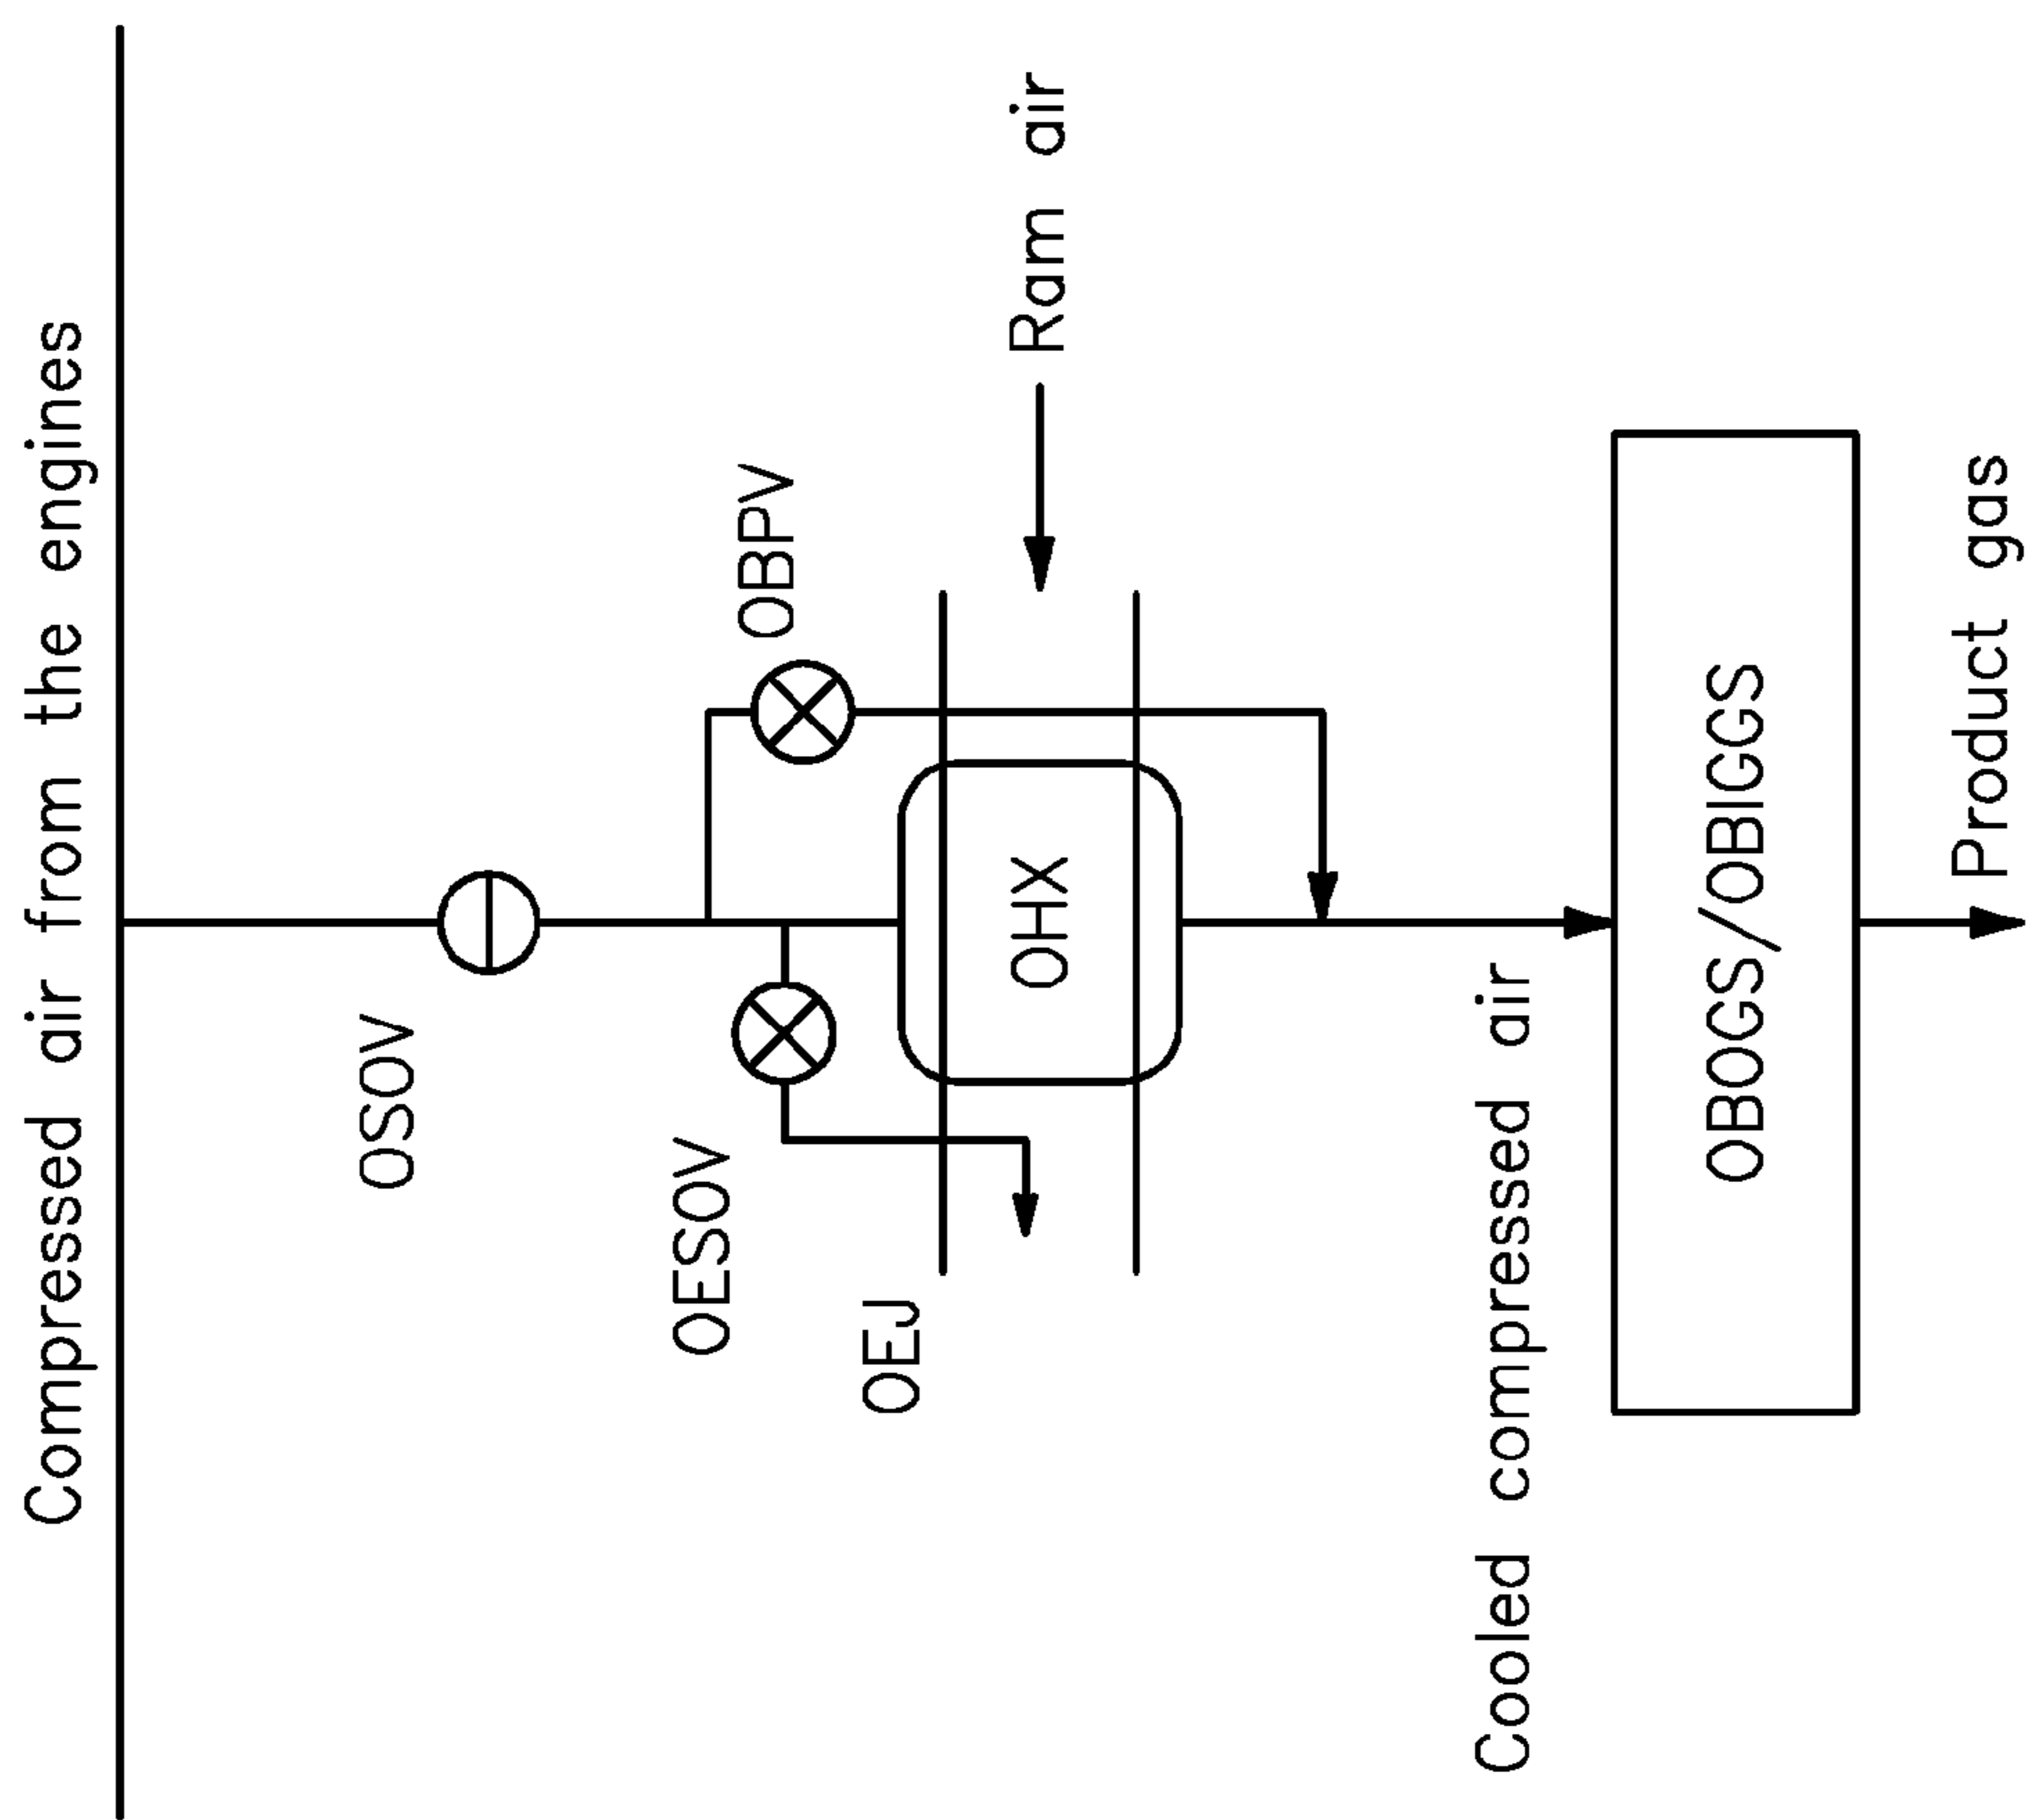 Compressed air from the engines
OSOV
OESOV
OBPV
OEJ
OHX
Ram air
Cooled compressed air
OBOGS/OBIGGS
Product gas